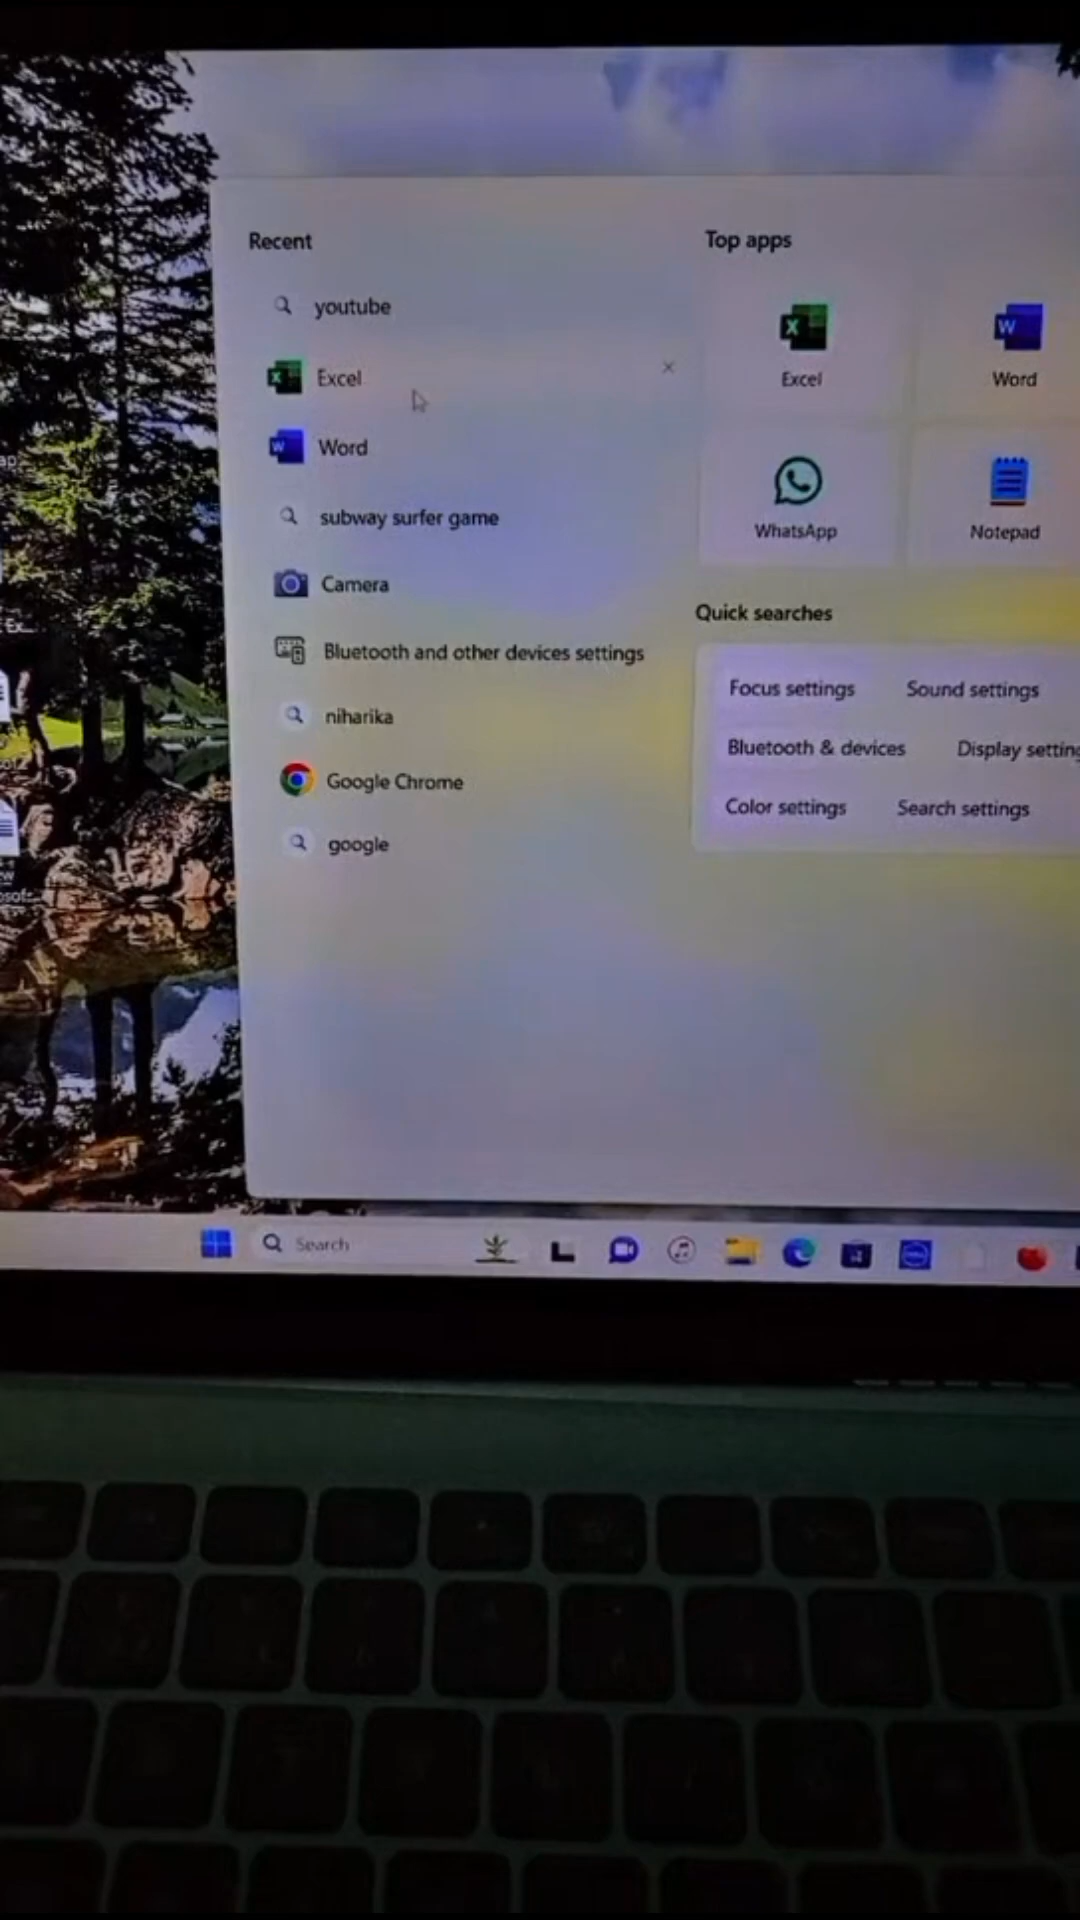 Recent
youtube
Excel
Word
subway surfer game
Camera
Bluetooth and other devices settings
niharika
Google Chrome
google
Top apps
Excel
Word
WhatsApp
Notepad
Quick searches
Focus settings
Sound settings
Bluetooth & devices
Color settings
Search settings
Search